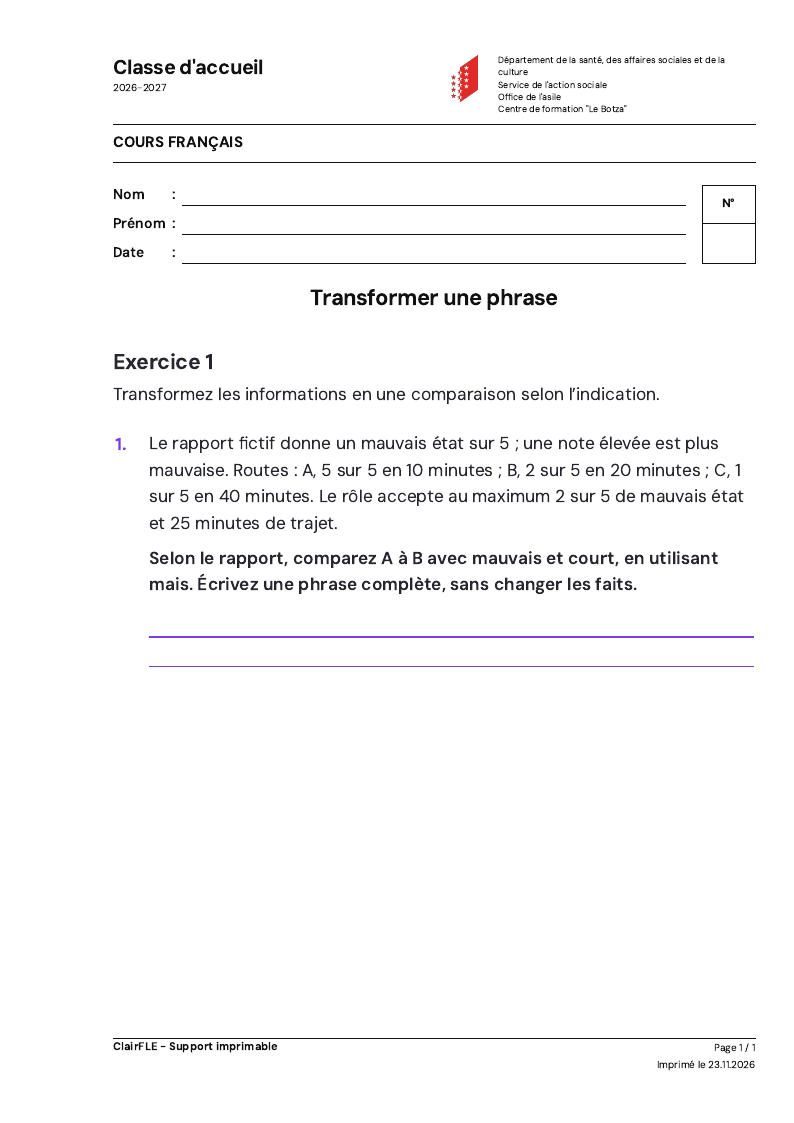 Classe d'accueil
2026-2027
Département de la santé, des affaires sociales et de la
culture
Service de l'action sociale
Office de l'asile
Centre de formation "Le Botza"
COURS FRANÇAIS
Nom :
Prénom :
Date :
N°
Transformer une phrase
Exercice 1
Transformez les informations en une comparaison selon l’indication.
1. Le rapport fictif donne un mauvais état sur 5 ; une note élevée est plus
mauvaise. Routes : A, 5 sur 5 en 10 minutes ; B, 2 sur 5 en 20 minutes ; C, 1
sur 5 en 40 minutes. Le rôle accepte au maximum 2 sur 5 de mauvais état
et 25 minutes de trajet.
Selon le rapport, comparez A à B avec mauvais et court, en utilisant
mais. Écrivez une phrase complète, sans changer les faits.
ClairFLE - Support imprimable
Page 1 / 1
Imprimé le 23.11.2026